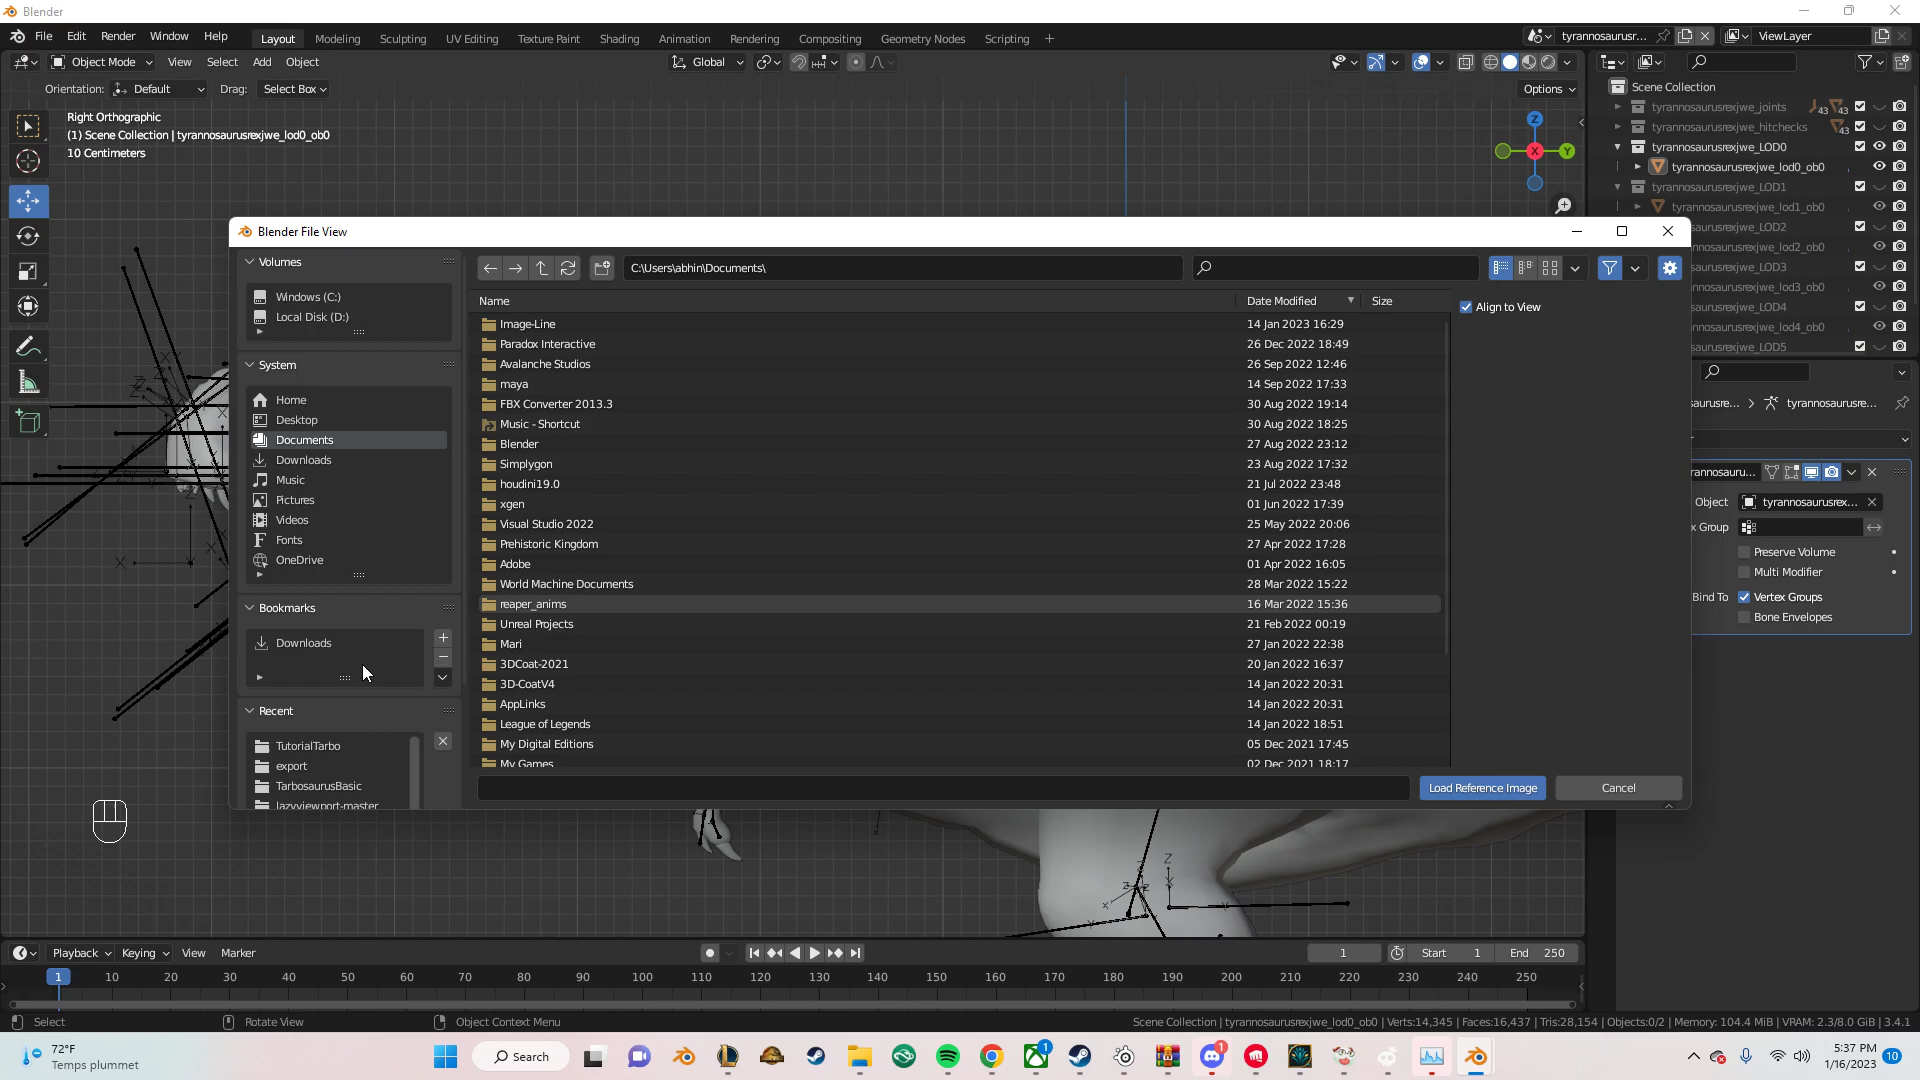 Blender
File Edit Render Window Help Layout Modeling Sculpting UV Editing Texture Paint Shading Animation Rendering Compositing Geometry Nodes Scripting + tyrannosaurusr... ViewLayer
Object Mode View Select Add Object Global
Orientation: Default Drag: Select Box Options
Right Orthographic
(1) Scene Collection | tyrannosaurusrexjwe_lod0_ob0
10 Centimeters
Z
X
Y
Scene Collection
tyrannosaurusrexjwe_joints 43 43
tyrannosaurusrexjwe_hitchecks 43
tyrannosaurusrexjwe_LOD0
tyrannosaurusrexjwe_lod0_ob0
tyrannosaurusrexjwe_LOD1
tyrannosaurusrexjwe_lod1_ob0
aurusrexjwe_LOD2
aurusrexjwe_lod2_ob0
aurusrexjwe_LOD3
aurusrexjwe_lod3_ob0
aurusrexjwe_LOD4
aurusrexjwe_lod4_ob0
aurusrexjwe_LOD5
saurusre... > tyrannosaurusre...
rannosauru...
Object tyrannosaurusrex...
x Group
Preserve Volume
Multi Modifier
Bind To Vertex Groups
Bone Envelopes
Blender File View
Volumes
Windows (C:)
Local Disk (D:)
System
Home
Desktop
Documents
Downloads
Music
Pictures
Videos
Fonts
OneDrive
Bookmarks
Downloads
Recent
TutorialTarbo
export
TarbosaurusBasic
lazyviewport-master
C:\Users\abhin\Documents\
Name Date Modified Size
Image-Line 14 Jan 2023 16:29
Paradox Interactive 26 Dec 2022 18:49
Avalanche Studios 26 Sep 2022 12:46
maya 14 Sep 2022 17:33
FBX Converter 2013.3 30 Aug 2022 19:14
Music - Shortcut 30 Aug 2022 18:25
Blender 27 Aug 2022 23:12
Simplygon 23 Aug 2022 17:32
houdini19.0 21 Jul 2022 23:48
xgen 01 Jun 2022 17:39
Visual Studio 2022 25 May 2022 20:06
Prehistoric Kingdom 27 Apr 2022 17:28
Adobe 01 Apr 2022 16:05
World Machine Documents 28 Mar 2022 15:22
reaper_anims 16 Mar 2022 15:36
Unreal Projects 21 Feb 2022 00:19
Mari 27 Jan 2022 22:38
3DCoat-2021 20 Jan 2022 16:37
3D-CoatV4 14 Jan 2022 20:31
AppLinks 14 Jan 2022 20:31
League of Legends 14 Jan 2022 18:51
My Digital Editions 05 Dec 2021 17:45
My Games 02 Dec 2021 18:17
Align to View
Load Reference Image Cancel
Playback Keying View Marker 1 Start 1 End 250
1 10 20 30 40 50 60 70 80 90 100 110 120 130 140 150 160 170 180 190 200 210 220 230 240 250
Select Rotate View Object Context Menu Scene Collection | tyrannosaurusrexjwe_lod0_ob0 | Verts:14,345 | Faces:16,437 | Tris:28,154 | Objects:0/2 | Memory: 104.4 MiB | VRAM: 2.3/8.0 GiB | 3.4.1
72°F
Temps plummet
Search
1
1
5:37 PM
1/16/2023
10